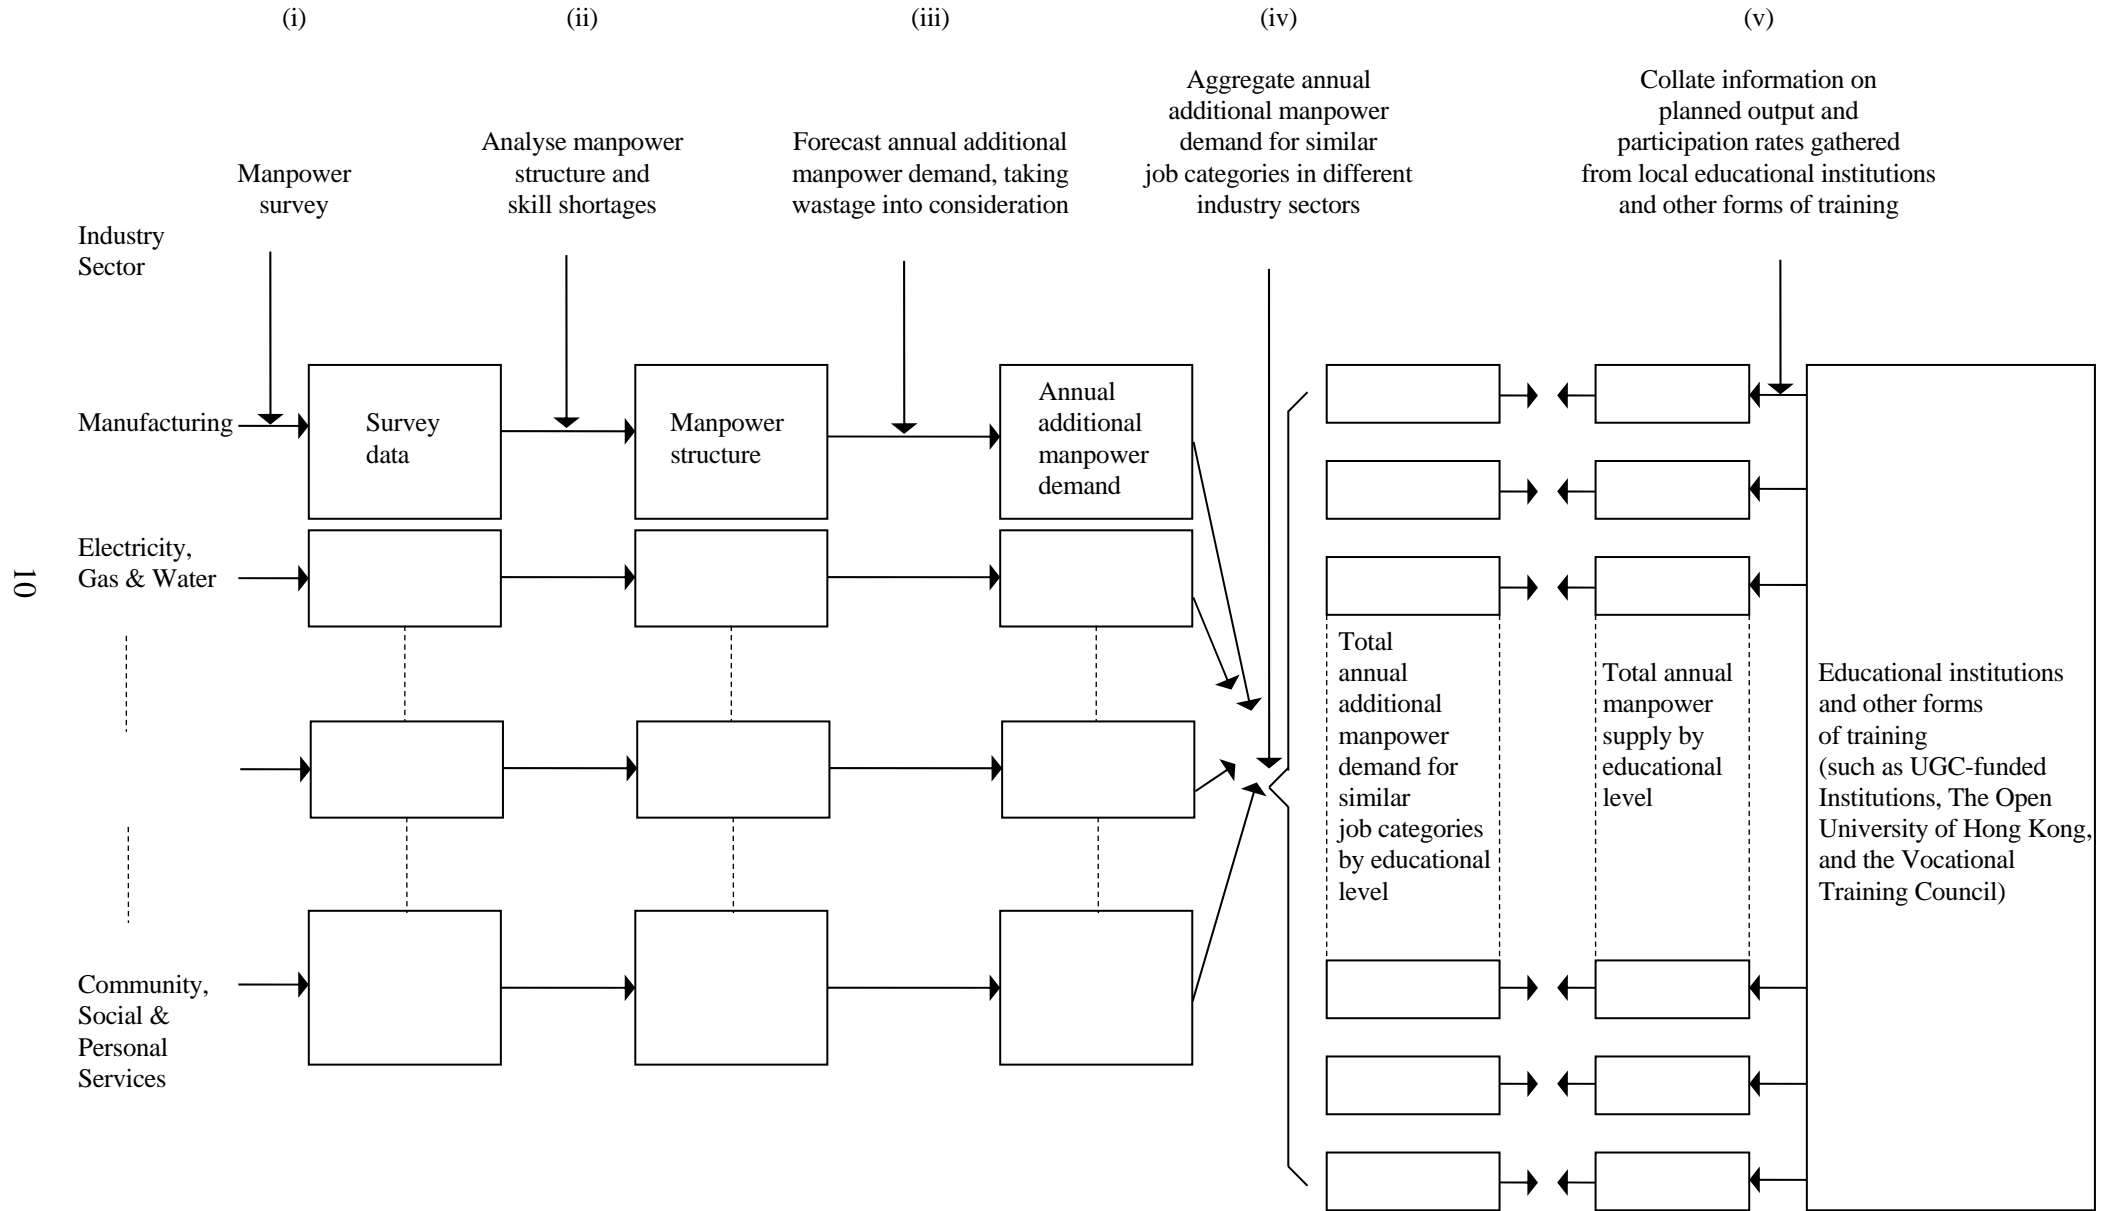 (i)
(ii)
(iii)
(iv)
(v)
Manpower
survey
Analyse manpower
structure and
skill shortages
Forecast annual additional
manpower demand, taking
wastage into consideration
Aggregate annual
additional manpower
demand for similar
job categories in different
industry sectors
Collate information on
planned output and
participation rates gathered
from local educational institutions
and other forms of training
Industry
Sector
Manufacturing
Survey
data
Manpower
structure
Annual
additional
manpower
demand
Electricity,
Gas & Water
Community,
Social &
Personal
Services
Total
annual
additional
manpower
demand for
similar
job categories
by educational
level
Total annual
manpower
supply by
educational
level
Educational institutions
and other forms
of training
(such as UGC-funded
Institutions, The Open
University of Hong Kong,
and the Vocational
Training Council)
10